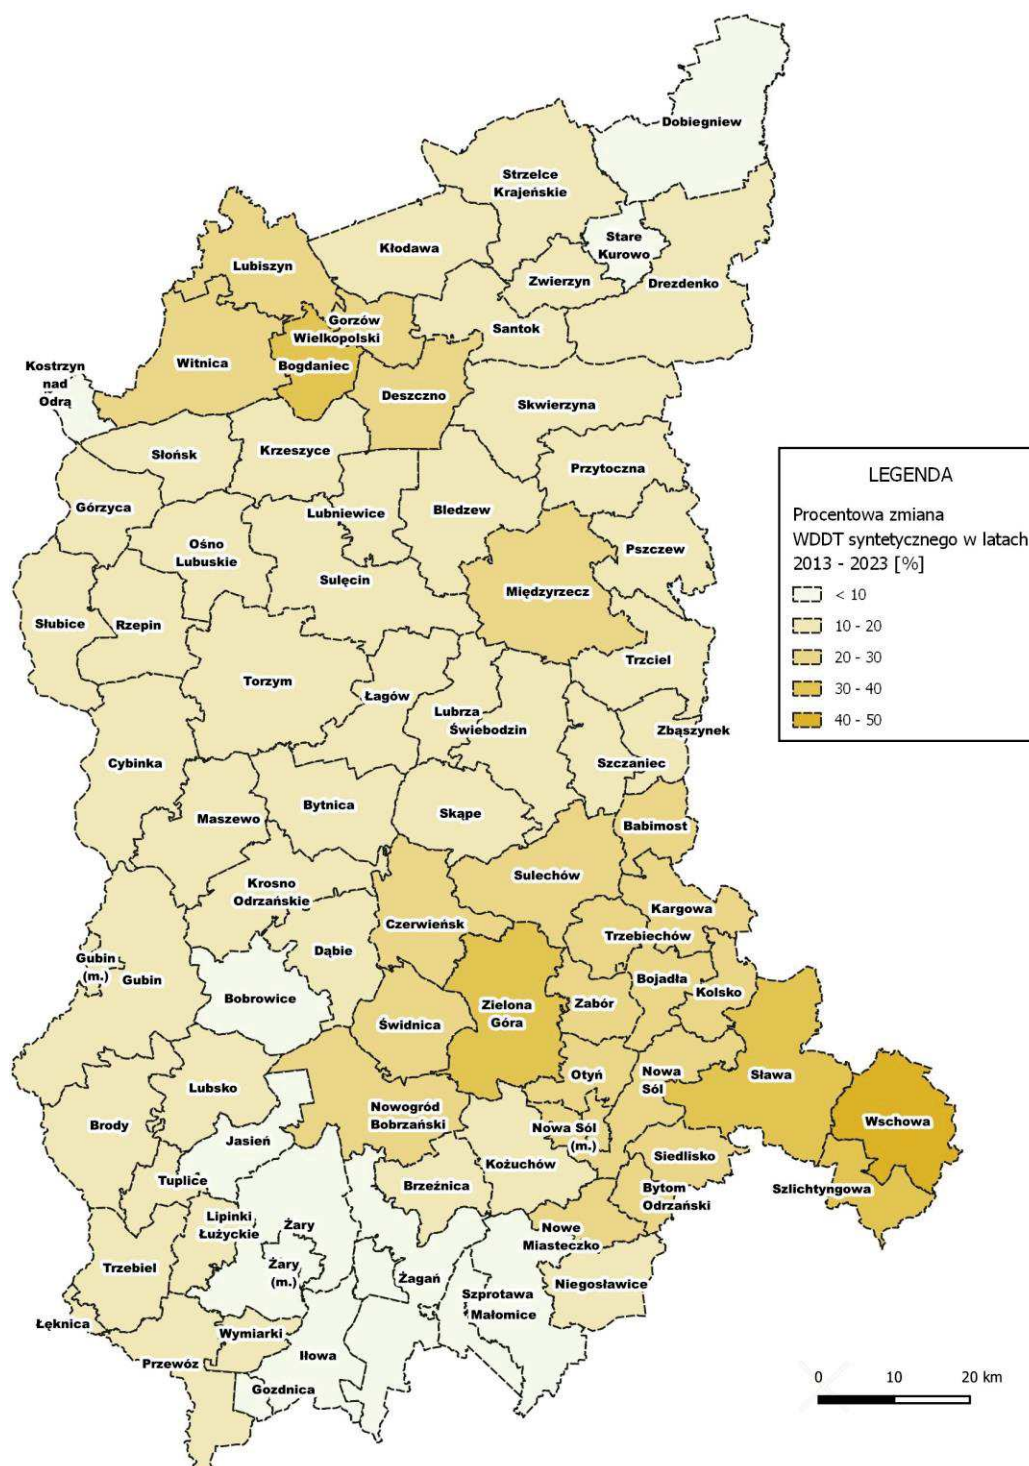 Dobiegniew
Strzelce
Krajeńskie
Stare
Kurowo
Kłodawa
Lubiszyn
Zwierzyn
Drezdenko
Gorzów
Wielkopolski
Santok
Witnica
Bogdaniec
Kostrzyn
nad
Odrą
Deszczno
Skwierzyna
Słońsk
Krzeszyce
Przytoczna
Górzyca
Lubniewice
Bledzew
Ośno
Lubuskie
Pszczew
Sulęcin
Międzyrzecz
Słubice
Rzepin
Trzciel
Torzym
Łagów
Lubrza
Świebodzin
Zbąszynek
Cybinka
Szczaniec
Bytnica
Skąpe
Maszewo
Babimost
Sulechów
Krosno
Odrzańskie
Kargowa
Czerwieńsk
Trzebiechów
Dąbie
Gubin
(m.)
Gubin
Bobrowice
Bojadła
Kolsko
Zielona
Góra
Zabór
Świdnica
Otyń
Nowa
Sól
Sława
Lubsko
Wschowa
Brody
Nowogród
Bobrzański
Jasień
Nowa Sól
(m.)
Siedlisko
Kożuchów
Tuplice
Brzeźnica
Bytom
Odrzański
Szlichtyngowa
Lipinki
Łużyckie
Żary
Nowe
Miasteczko
Trzebiel
Żary
(m.)
Żagań
Niegosławice
Szprotawa
Małomice
Łęknica
Wymiarki
Przewóz
Iłowa
Gozdnica
LEGENDA
Procentowa zmiana
WDDT syntetycznego w latach
2013 - 2023 [%]
< 10
10 - 20
20 - 30
30 - 40
40 - 50
0 10 20 km